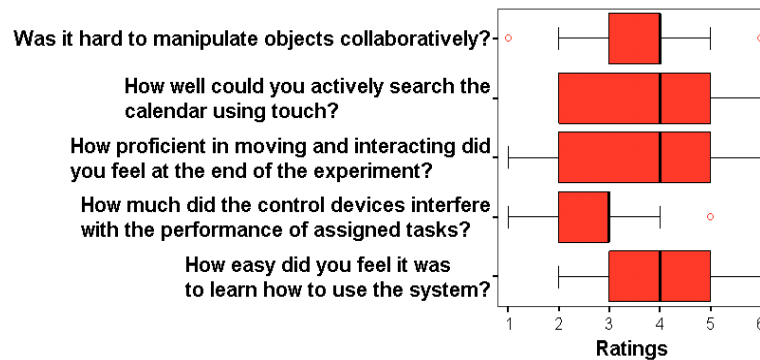 Was it hard to manipulate objects collaboratively?
How well could you actively search the
calendar using touch?
How proficient in moving and interacting did
you feel at the end of the experiment?
How much did the control devices interfere
with the performance of assigned tasks?
How easy did you feel it was
to learn how to use the system?
1 2 3 4 5 6
Ratings